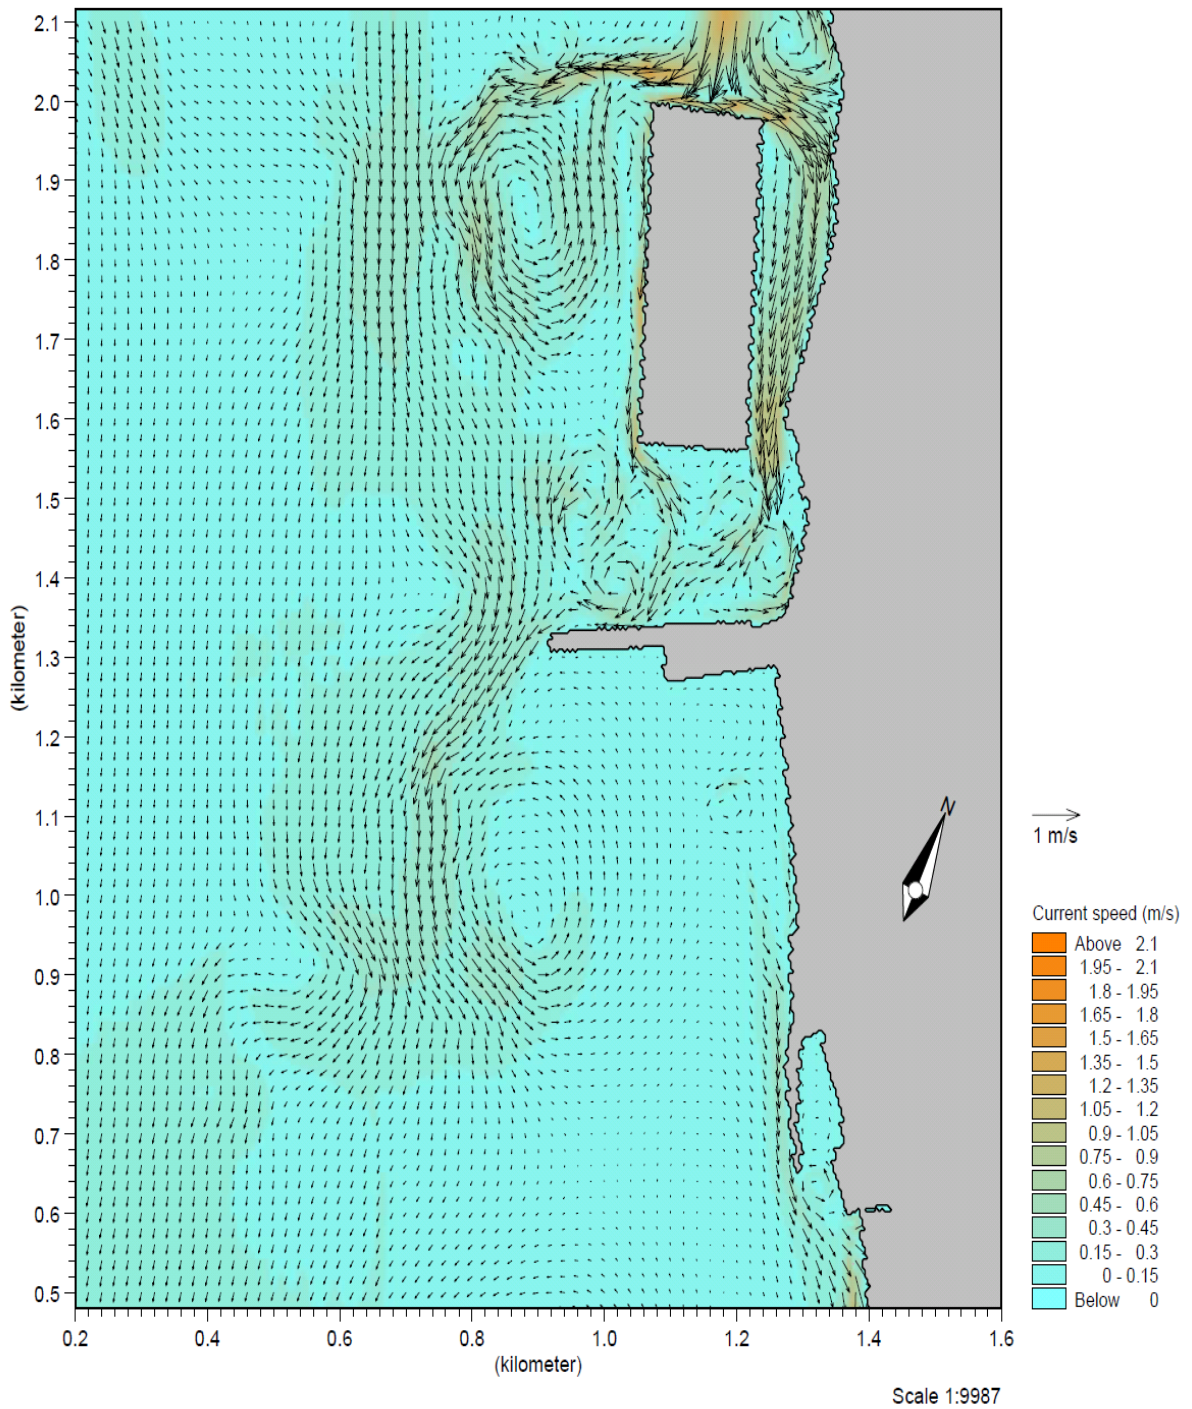 2.1
2.0
1.9
1.8
1.7
1.6
1.5
1.4
1.3
1.2
1.1
1.0
0.9
0.8
0.7
0.6
0.5
(kilometer)
0.2 0.4 0.6 0.8 1.0 1.2 1.4 1.6
(kilometer)
N
1 m/s
Current speed (m/s)
Above 2.1
1.95 - 2.1
1.8 - 1.95
1.65 - 1.8
1.5 - 1.65
1.35 - 1.5
1.2 - 1.35
1.05 - 1.2
0.9 - 1.05
0.75 - 0.9
0.6 - 0.75
0.45 - 0.6
0.3 - 0.45
0.15 - 0.3
0 - 0.15
Below 0
Scale 1:9987